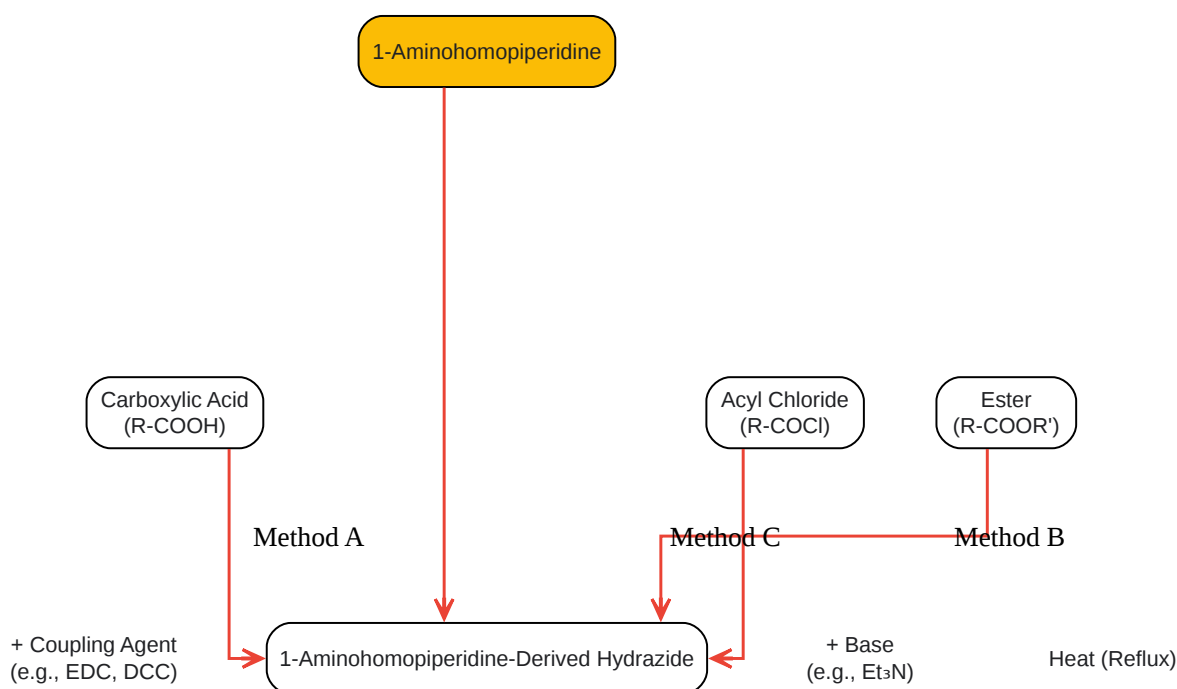 1-Aminohomopiperidine
Carboxylic Acid
(R-COOH)
Acyl Chloride
(R-COCl)
Ester
(R-COOR')
Method A
Method C
Method B
+ Coupling Agent
(e.g., EDC, DCC)
1-Aminohomopiperidine-Derived Hydrazide
+ Base
(e.g., Et₃N)
Heat (Reflux)